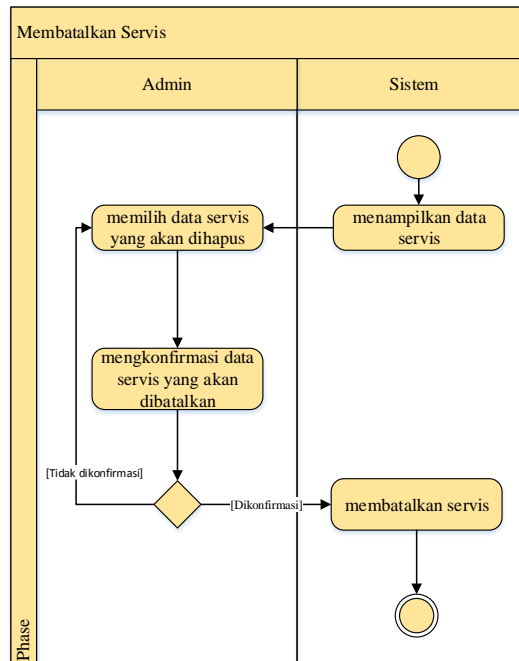 Membatalkan Servis
Admin
Sistem
menampilkan data
servis
memilih data servis
yang akan dihapus
mengkonfirmasi data
servis yang akan
dibatalkan
[Tidak dikonfirmasi]
[Dikonfirmasi]
membatalkan servis
Phase